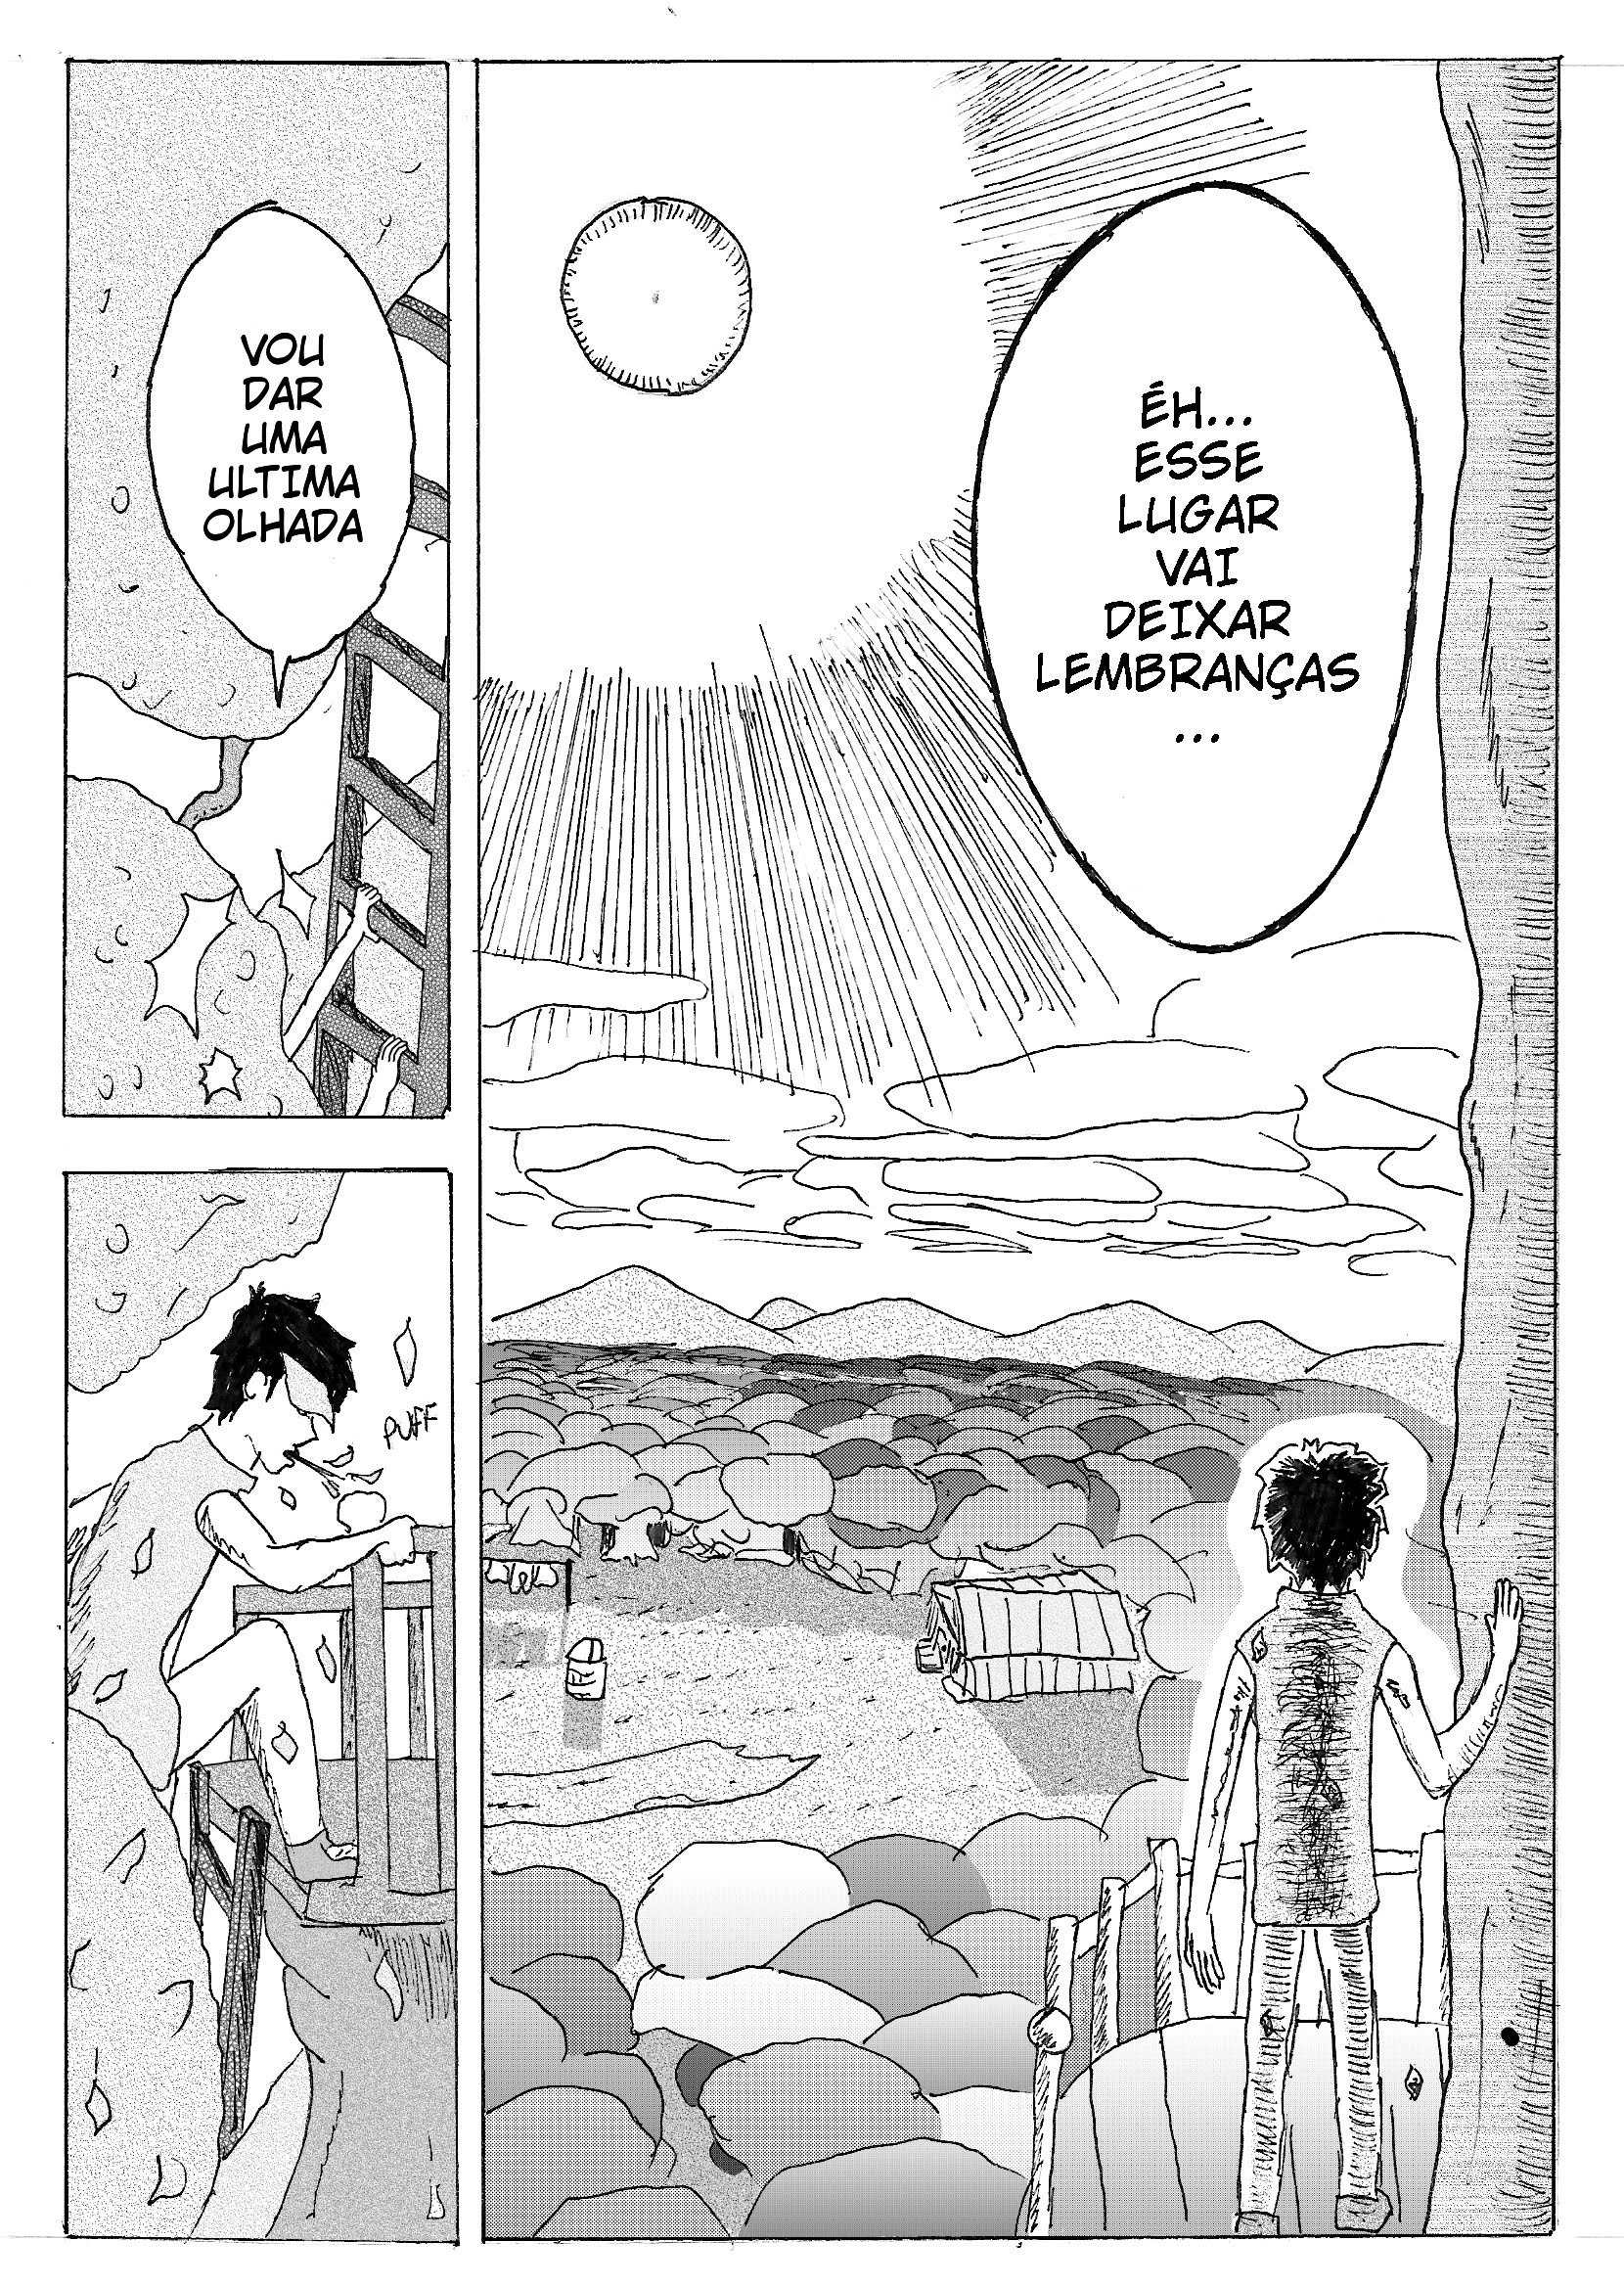 VOU
DAR
UMA
ULTIMA
OLHADA
PUFF
ÉH...
ESSE
LUGAR
VAI
DEIXAR
LEMBRANÇAS
...